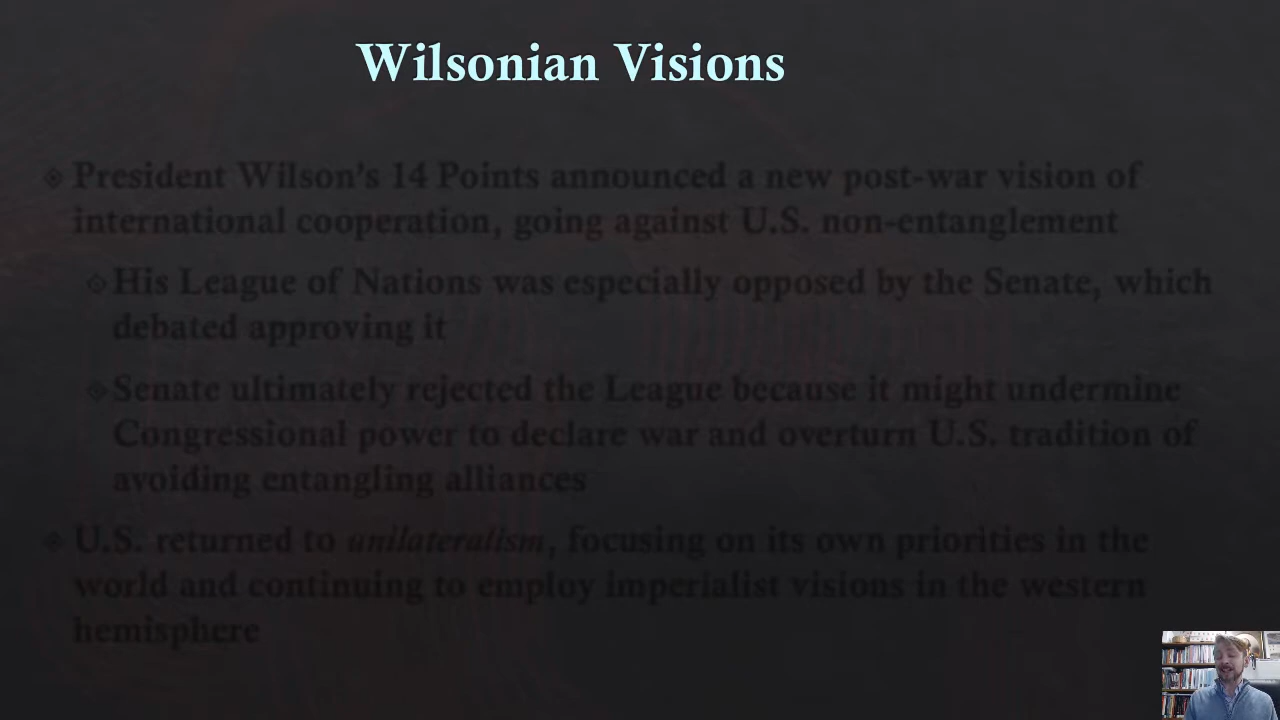 Wilsonian Visions
President Wilson's 14 Points announced a new post-war vision of
international cooperation, going against U.S. non-entanglement
His League of Nations was especially opposed by the Senate, which
debated approving it
Senate ultimately rejected the League because it might undermine
Congressional power to declare war and overturn U.S. tradition of
avoiding entangling alliances
U.S. returned to unilateralism, focusing on its own priorities in the
world and continuing to employ imperialist visions in the western
hemisphere